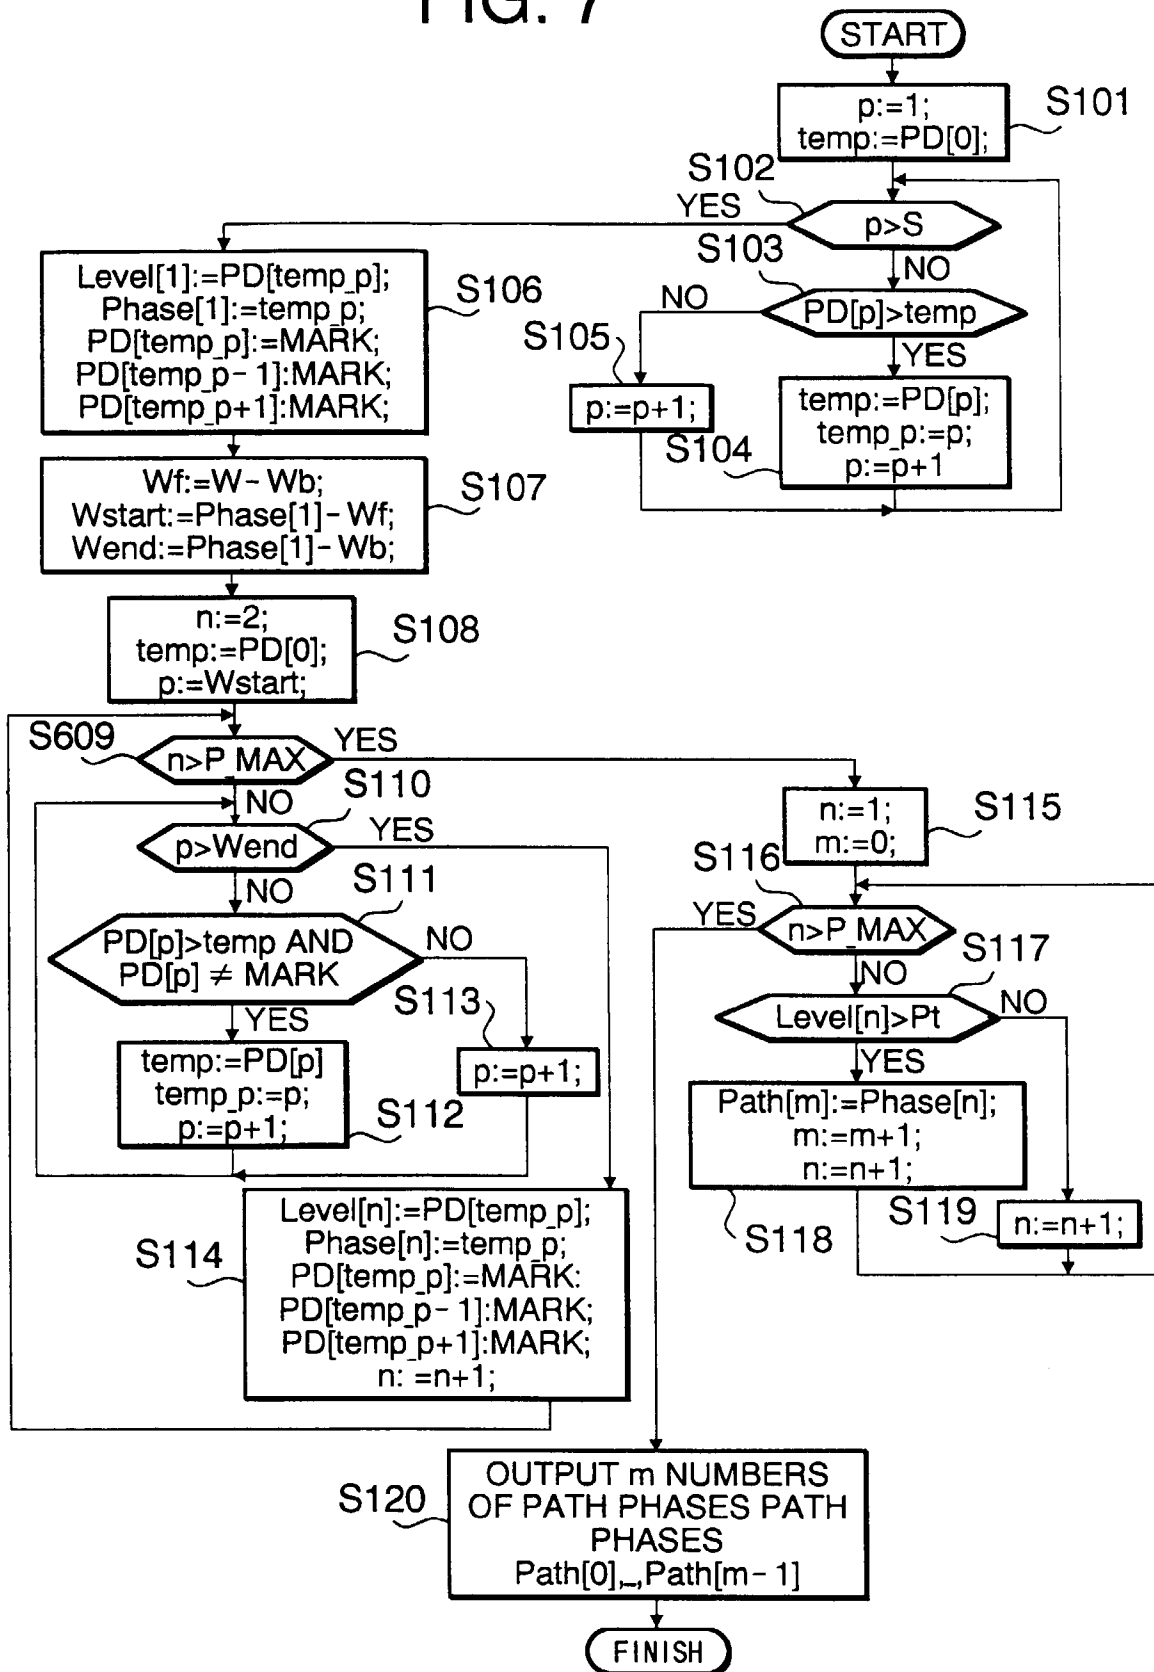 FIG. 7
START
p:=1;
temp:=PD[0];
S101
S102
YES
p>S
NO
S103
NO
PD[p]>temp
YES
S105
p:=p+1;
S104
temp:=PD[p];
temp_p:=p;
p:=p+1
Level[1]:=PD[temp_p];
Phase[1]:=temp_p;
PD[temp_p]:=MARK;
PD[temp_p-1]:MARK;
PD[temp_p+1]:MARK;
S106
Wf:=W-Wb;
Wstart:=Phase[1]-Wf;
Wend:=Phase[1]-Wb;
S107
n:=2;
temp:=PD[0];
p:=Wstart;
S108
S609
n>P_MAX
YES
NO
S110
p>Wend
YES
NO
S111
PD[p]>temp AND
PD[p] ≠ MARK
NO
YES
S113
p:=p+1;
temp:=PD[p]
temp_p:=p;
p:=p+1;
S112
S114
Level[n]:=PD[temp_p];
Phase[n]:=temp_p;
PD[temp_p]:=MARK:
PD[temp_p-1]:MARK;
PD[temp_p+1]:MARK;
n: =n+1;
n:=1;
m:=0;
S115
S116
YES
n>P_MAX
NO
S117
Level[n]>Pt
NO
YES
Path[m]:=Phase[n];
m:=m+1;
n:=n+1;
S118
S119
n:=n+1;
S120
OUTPUT m NUMBERS
OF PATH PHASES PATH
PHASES
Path[0],_,Path[m-1]
FINISH